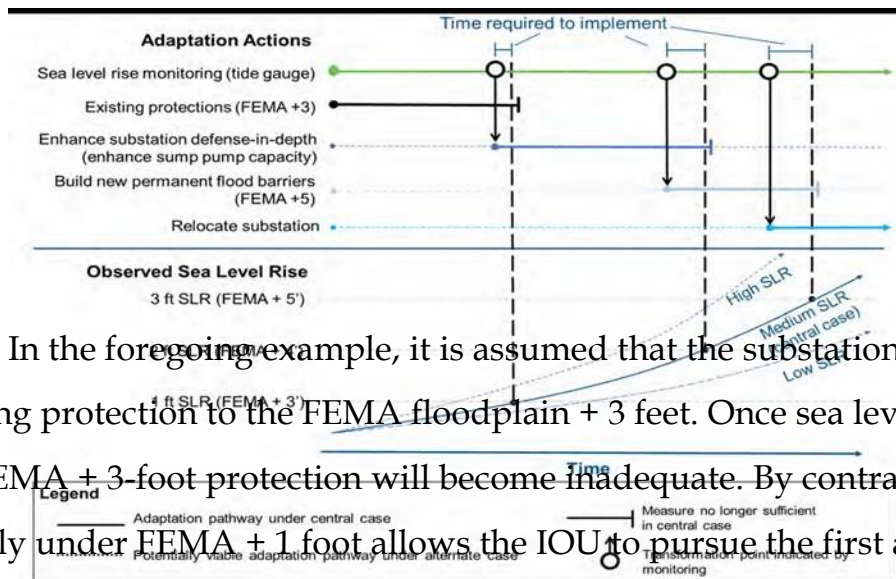 Time required to implement
Adaptation Actions
Sea level rise monitoring (tide gauge)
Existing protections (FEMA +3)
Enhance substation defense-in-depth
(enhance sump pump capacity)
Build new permanent flood barriers
(FEMA +5)
Relocate substation
Observed Sea Level Rise
3 ft SLR (FEMA + 5')
High SLR
Medium SLR
(central case)
Low SLR
In the foregoing example, it is assumed that the substation
ft SLR (FEMA + 3')
ng protection to the FEMA floodplain + 3 feet. Once sea lev
Time
EMA + 3-foot protection will become inadequate. By contra
Legend
Adaptation pathway under central case
Measure no longer sufficient
in central case
ly under FEMA + 1 foot allows the IOU to pursue the first a
Potentially viable adaptation pathway under alternate case
Transformation point indicated by
monitoring